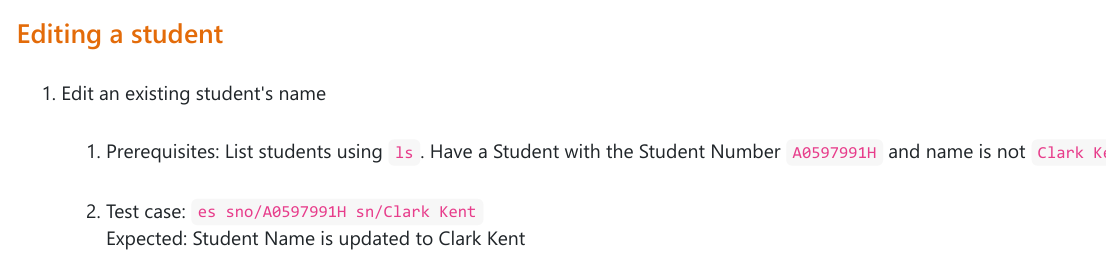 Editing a student
1. Edit an existing student's name
1. Prerequisites: List students using ls. Have a Student with the Student Number A0597991H and name is not Clark
2. Test case: es sno/A0597991H sn/Clark Kent
Expected: Student Name is updated to Clark Kent